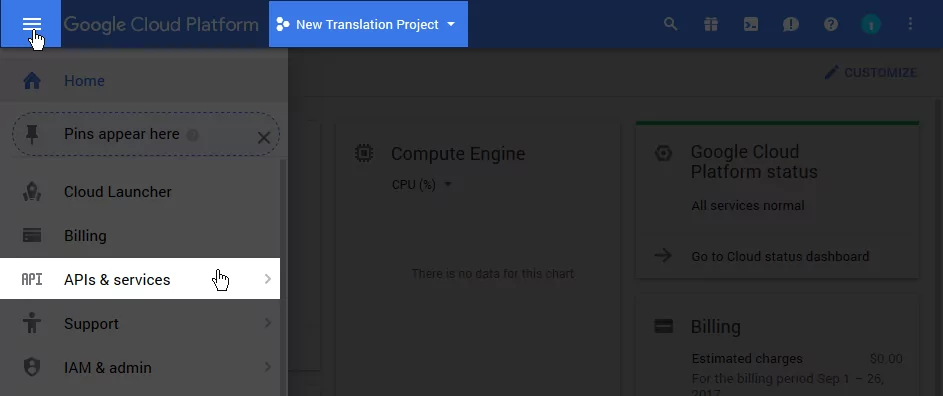 Google Cloud Platform
New Translation Project
Home
CUSTOMIZE
Pins appear here
Cloud Launcher
Billing
API APIs & services
Support
IAM & admin
Compute Engine
CPU (%)
There is no data for this chart
Google Cloud
Platform status
All services normal
Go to Cloud status dashboard
Billing
Estimated charges $0.00
For the billing period Sep 1 – 26,
2017